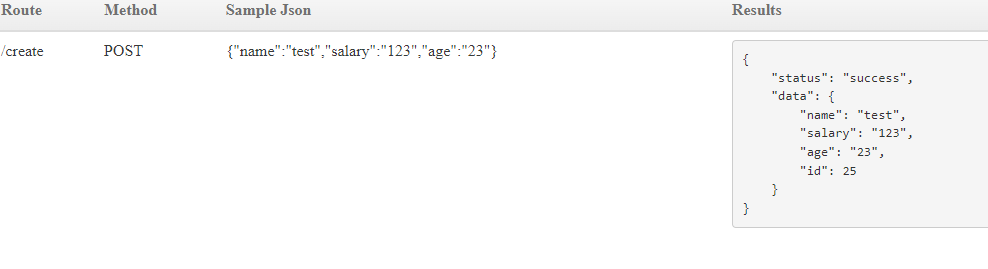 Route Method Sample Json Results
/create POST {"name":"test","salary":"123","age":"23"}
{
    "status": "success",
    "data": {
        "name": "test",
        "salary": "123",
        "age": "23",
        "id": 25
    }
}